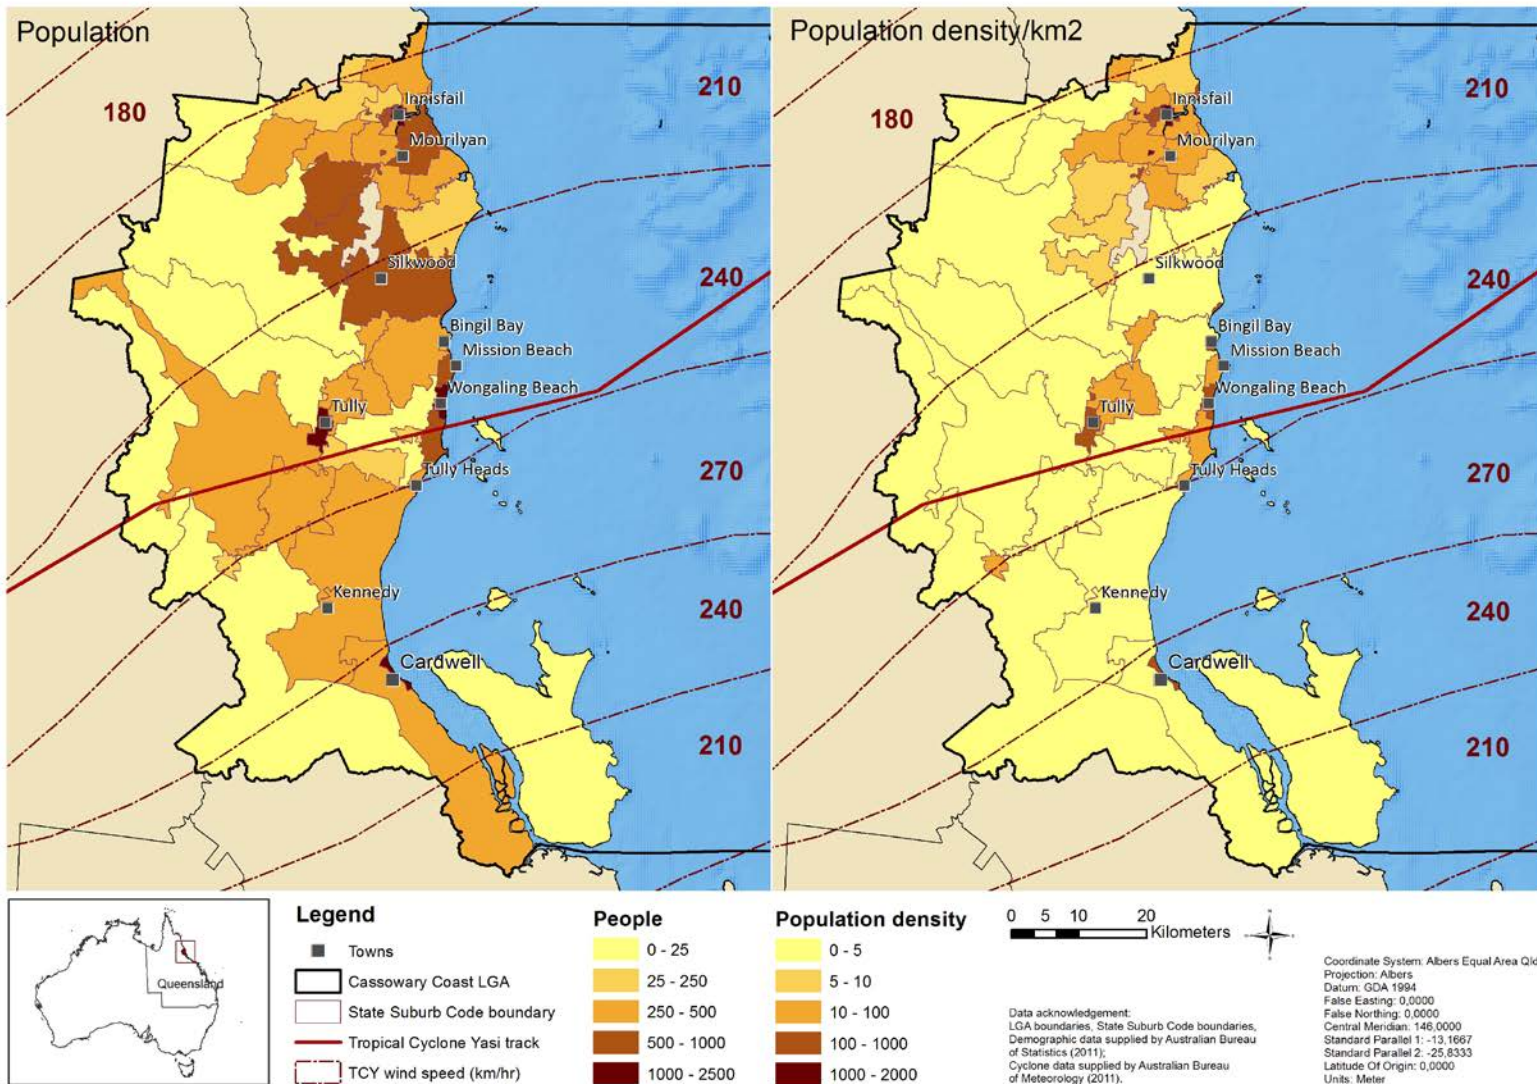 Population
180
210
Innisfail
Mourilyan
240
Silkwood
Bingil Bay
Mission Beach
Wongaling Beach
Tully
270
Tully Heads
Kennedy
240
Cardwell
210
Population density/km2
180
210
Innisfail
Mourilyan
240
Silkwood
Bingil Bay
Mission Beach
Wongaling Beach
Tully
270
Tully Heads
Kennedy
240
Cardwell
210
Queensland
Legend
Towns
Cassowary Coast LGA
State Suburb Code boundary
Tropical Cyclone Yasi track
TCY wind speed (km/hr)
People
0 - 25
25 - 250
250 - 500
500 - 1000
1000 - 2500
Population density
0 - 5
5 - 10
10 - 100
100 - 1000
1000 - 2000
0 5 10 20
Kilometers
Data acknowledgement:
LGA boundaries, State Suburb Code boundaries,
Demographic data supplied by Australian Bureau
of Statistics (2011);
Cyclone data supplied by Australian Bureau
of Meteorology (2011).
Coordinate System: Albers Equal Area Qld
Projection: Albers
Datum: GDA 1994
False Easting: 0,0000
False Northing: 0,0000
Central Meridian: 146,0000
Standard Parallel 1: -13,1667
Standard Parallel 2: -25,8333
Latitude Of Origin: 0,0000
Units: Meter